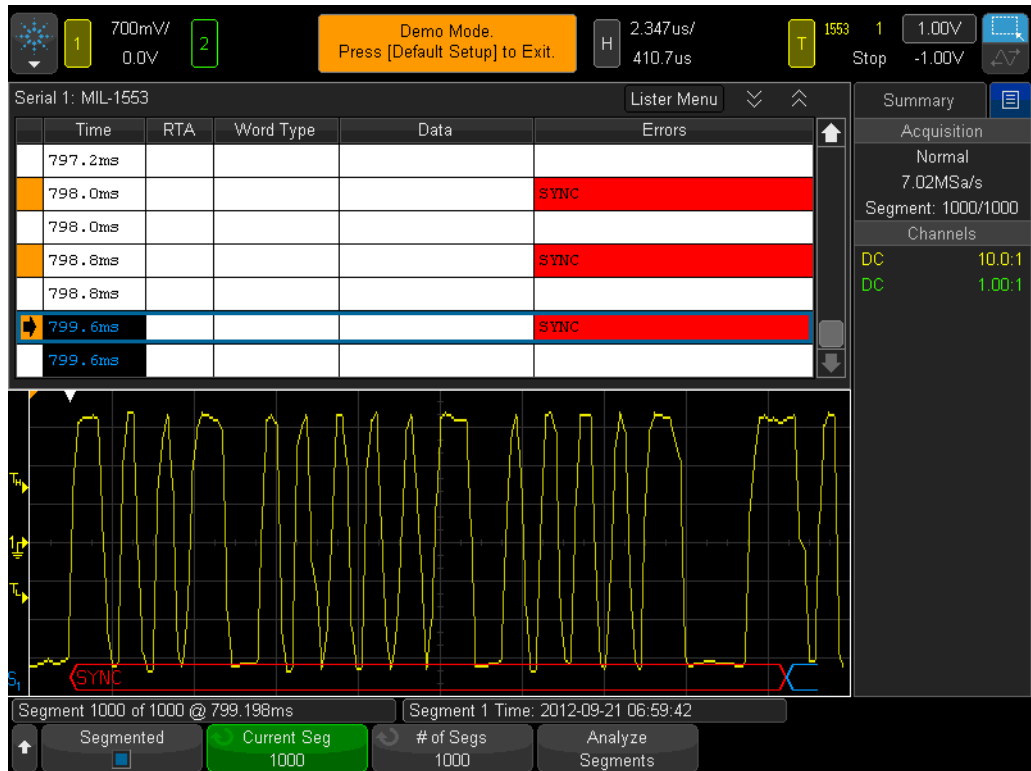 1 700mV/ 2 Demo Mode. H 2.347us/ T 1553 1 1.00V
0.0V Press [Default Setup] to Exit. 410.7us Stop -1.00V
Serial 1: MIL-1553 Lister Menu
Time RTA Word Type Data Errors
797.2ms
798.0ms SYNC
798.0ms
798.8ms SYNC
798.8ms
799.6ms SYNC
799.6ms
Summary
Acquisition
Normal
7.02MSa/s
Segment: 1000/1000
Channels
DC 10.0:1
DC 1.00:1
TH
1
TL
S1 SYNC
Segment 1000 of 1000 @ 799.198ms Segment 1 Time: 2012-09-21 06:59:42
Segmented Current Seg # of Segs Analyze
1000 1000 Segments